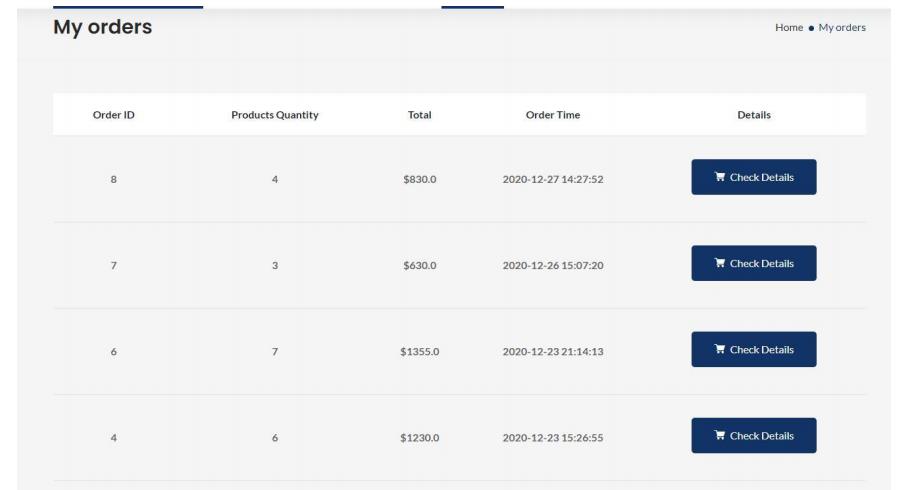 My orders
Home • My orders
Order ID Products Quantity Total Order Time Details
8 4 $830.0 2020-12-27 14:27:52 Check Details
7 3 $630.0 2020-12-26 15:07:20 Check Details
6 7 $1355.0 2020-12-23 21:14:13 Check Details
4 6 $1230.0 2020-12-23 15:26:55 Check Details